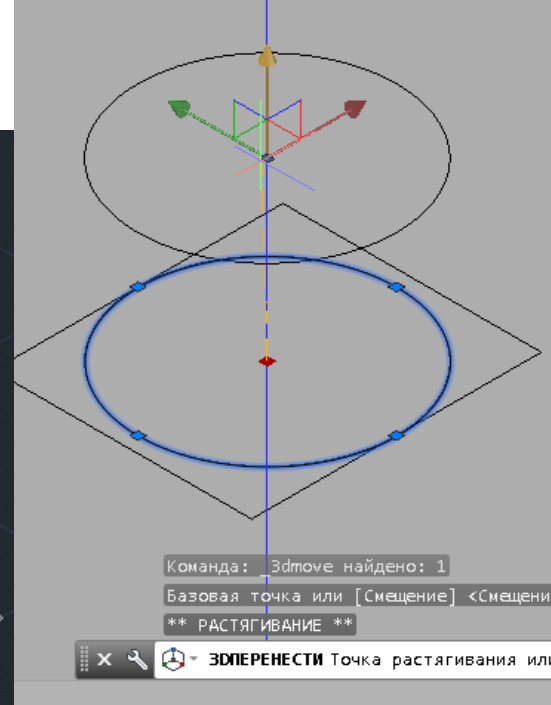 Команда: _3dmove найдено: 1
Базовая точка или [Смещение] <Смещени
** РАСТЯГИВАНИЕ **
3DПЕРЕНЕСТИ Точка растягивания или